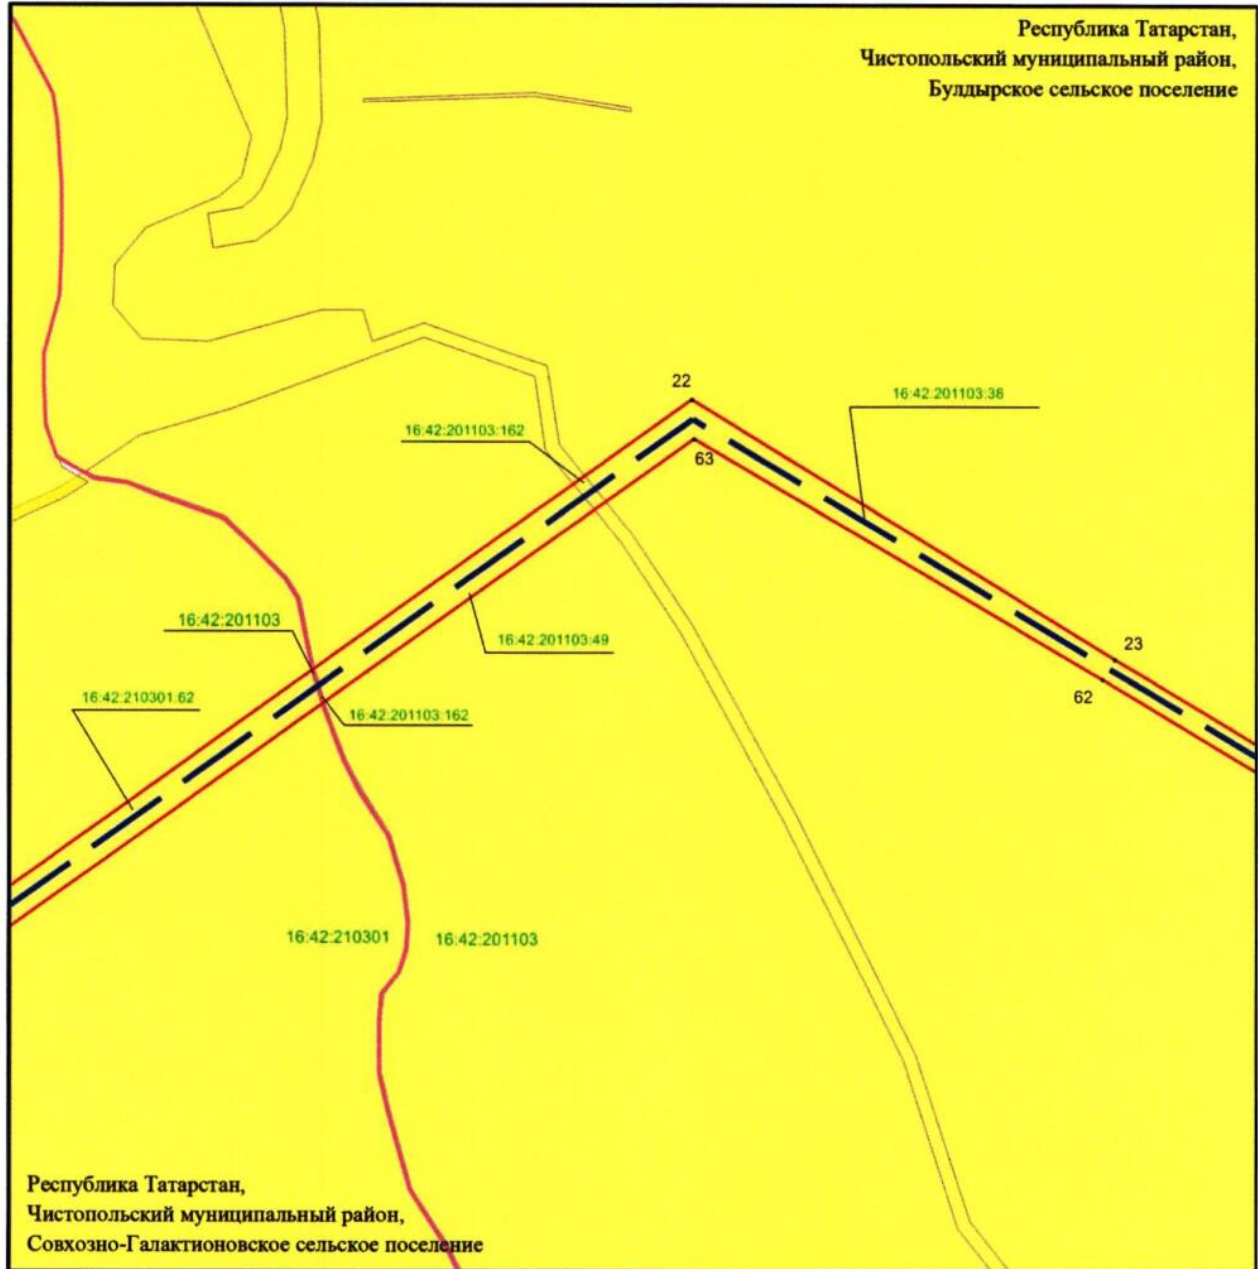 Республика Татарстан,
Чистопольский муниципальный район,
Булдырское сельское поселение
22
16:42:201103:38
16:42:201103:162
63
16:42:201103
16:42:201103:49
23
62
16:42:210301:62
16:42:201103:162
16:42:210301
16:42:201103
Республика Татарстан,
Чистопольский муниципальный район,
Совхозно-Галактионовское сельское поселение